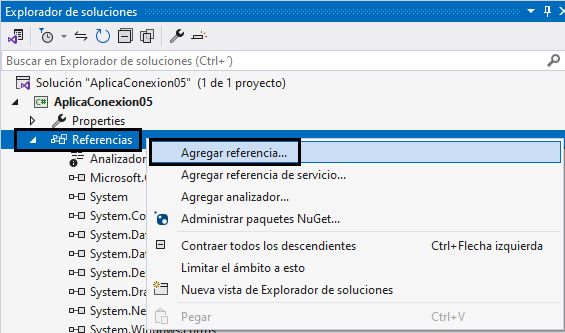 Explorador de soluciones
Buscar en Explorador de soluciones (Ctrl+´)
Solución "AplicaConexion05" (1 de 1 proyecto)
C#
AplicaConexion05
Properties
Referencias
Analizador
Microsoft.C
System
System.Co
System.Da
System.Da
System.De
System.Dra
System.Ne
System.Windows.Forms
Agregar referencia...
Agregar referencia de servicio...
Agregar analizador...
Administrar paquetes NuGet...
Contraer todos los descendientes Ctrl+Flecha izquierda
Limitar el ámbito a esto
Nueva vista de Explorador de soluciones
Pegar Ctrl+V